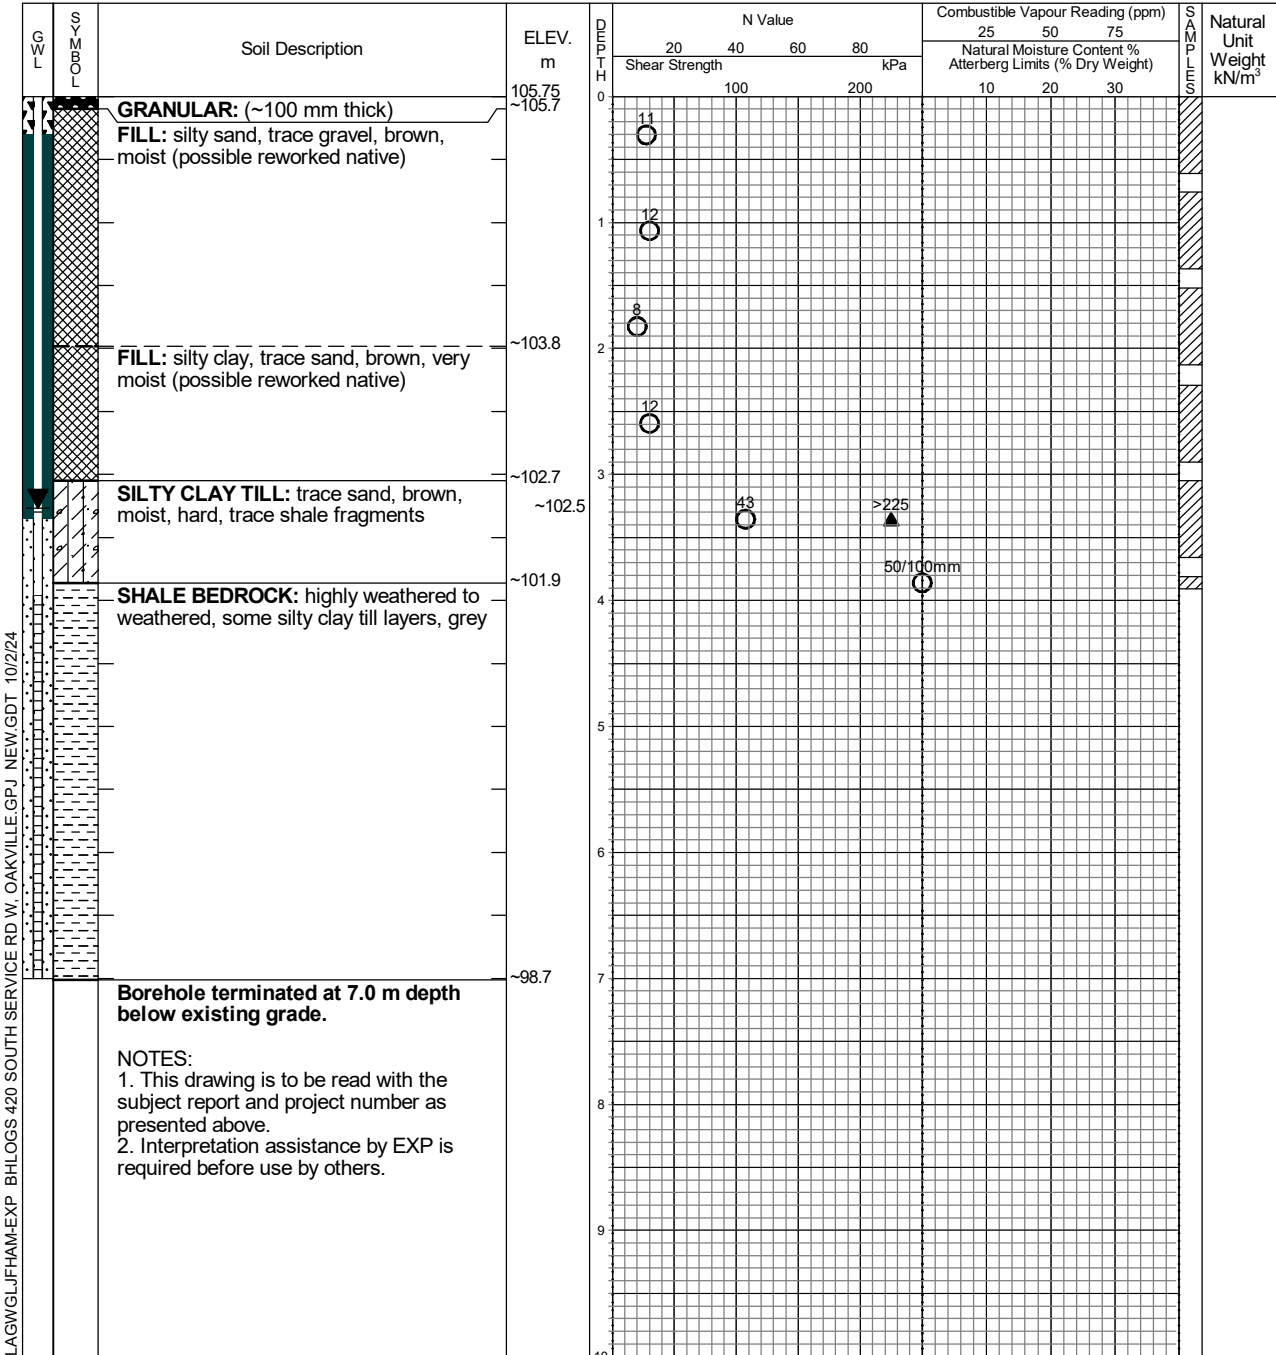 GWL
SYMBOL
Soil Description
ELEV.
m
DEPTH
N Value
20 40 60 80
Shear Strength kPa
100 200
Combustible Vapour Reading (ppm)
25 50 75
Natural Moisture Content %
Atterberg Limits (% Dry Weight)
10 20 30
SAMPLES
Natural
Unit
Weight
kN/m³
105.75
0
GRANULAR: (~100 mm thick)
~105.7
FILL: silty sand, trace gravel, brown,
moist (possible reworked native)
11
12
1
8
~103.8
2
FILL: silty clay, trace sand, brown, very
moist (possible reworked native)
12
~102.7
3
SILTY CLAY TILL: trace sand, brown,
moist, hard, trace shale fragments
~102.5
43
>225
50/100mm
~101.9
4
SHALE BEDROCK: highly weathered to
weathered, some silty clay till layers, grey
5
6
~98.7
7
Borehole terminated at 7.0 m depth
below existing grade.
NOTES:
1. This drawing is to be read with the
subject report and project number as
presented above.
2. Interpretation assistance by EXP is
required before use by others.
8
9
10
LAGWGLJFHAM-EXP BHLOGS 420 SOUTH SERVICE RD W, OAKVILLE.GPJ NEW.GDT 10/2/24